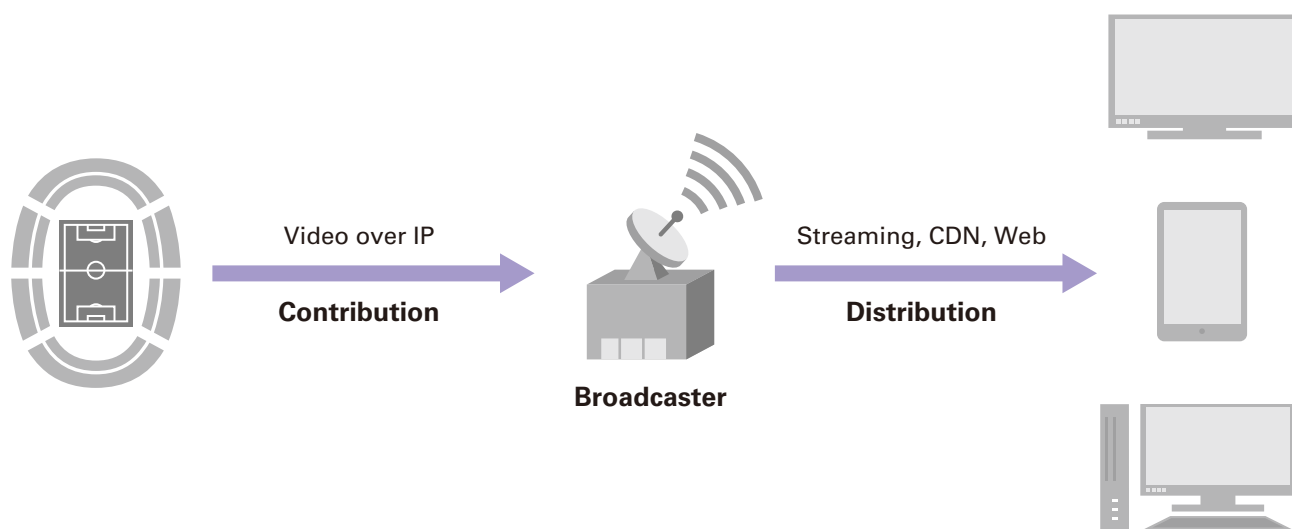 Video over IP
Contribution
Broadcaster
Streaming, CDN, Web
Distribution